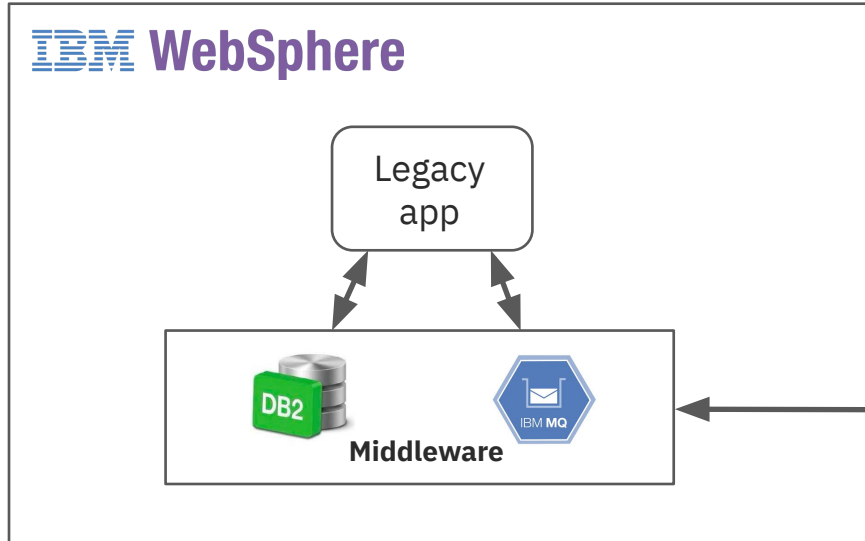 IBM WebSphere
Legacy
app
DB2
IBM MQ
Middleware